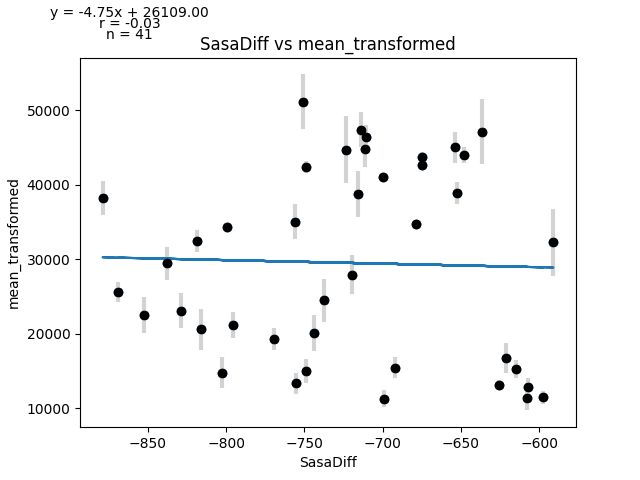 y = -4.75x + 26109.00
r = -0.03
n = 41
SasaDiff vs mean_transformed
50000
40000
30000
20000
10000
mean_transformed
−850
−800
−750
−700
−650
−600
SasaDiff